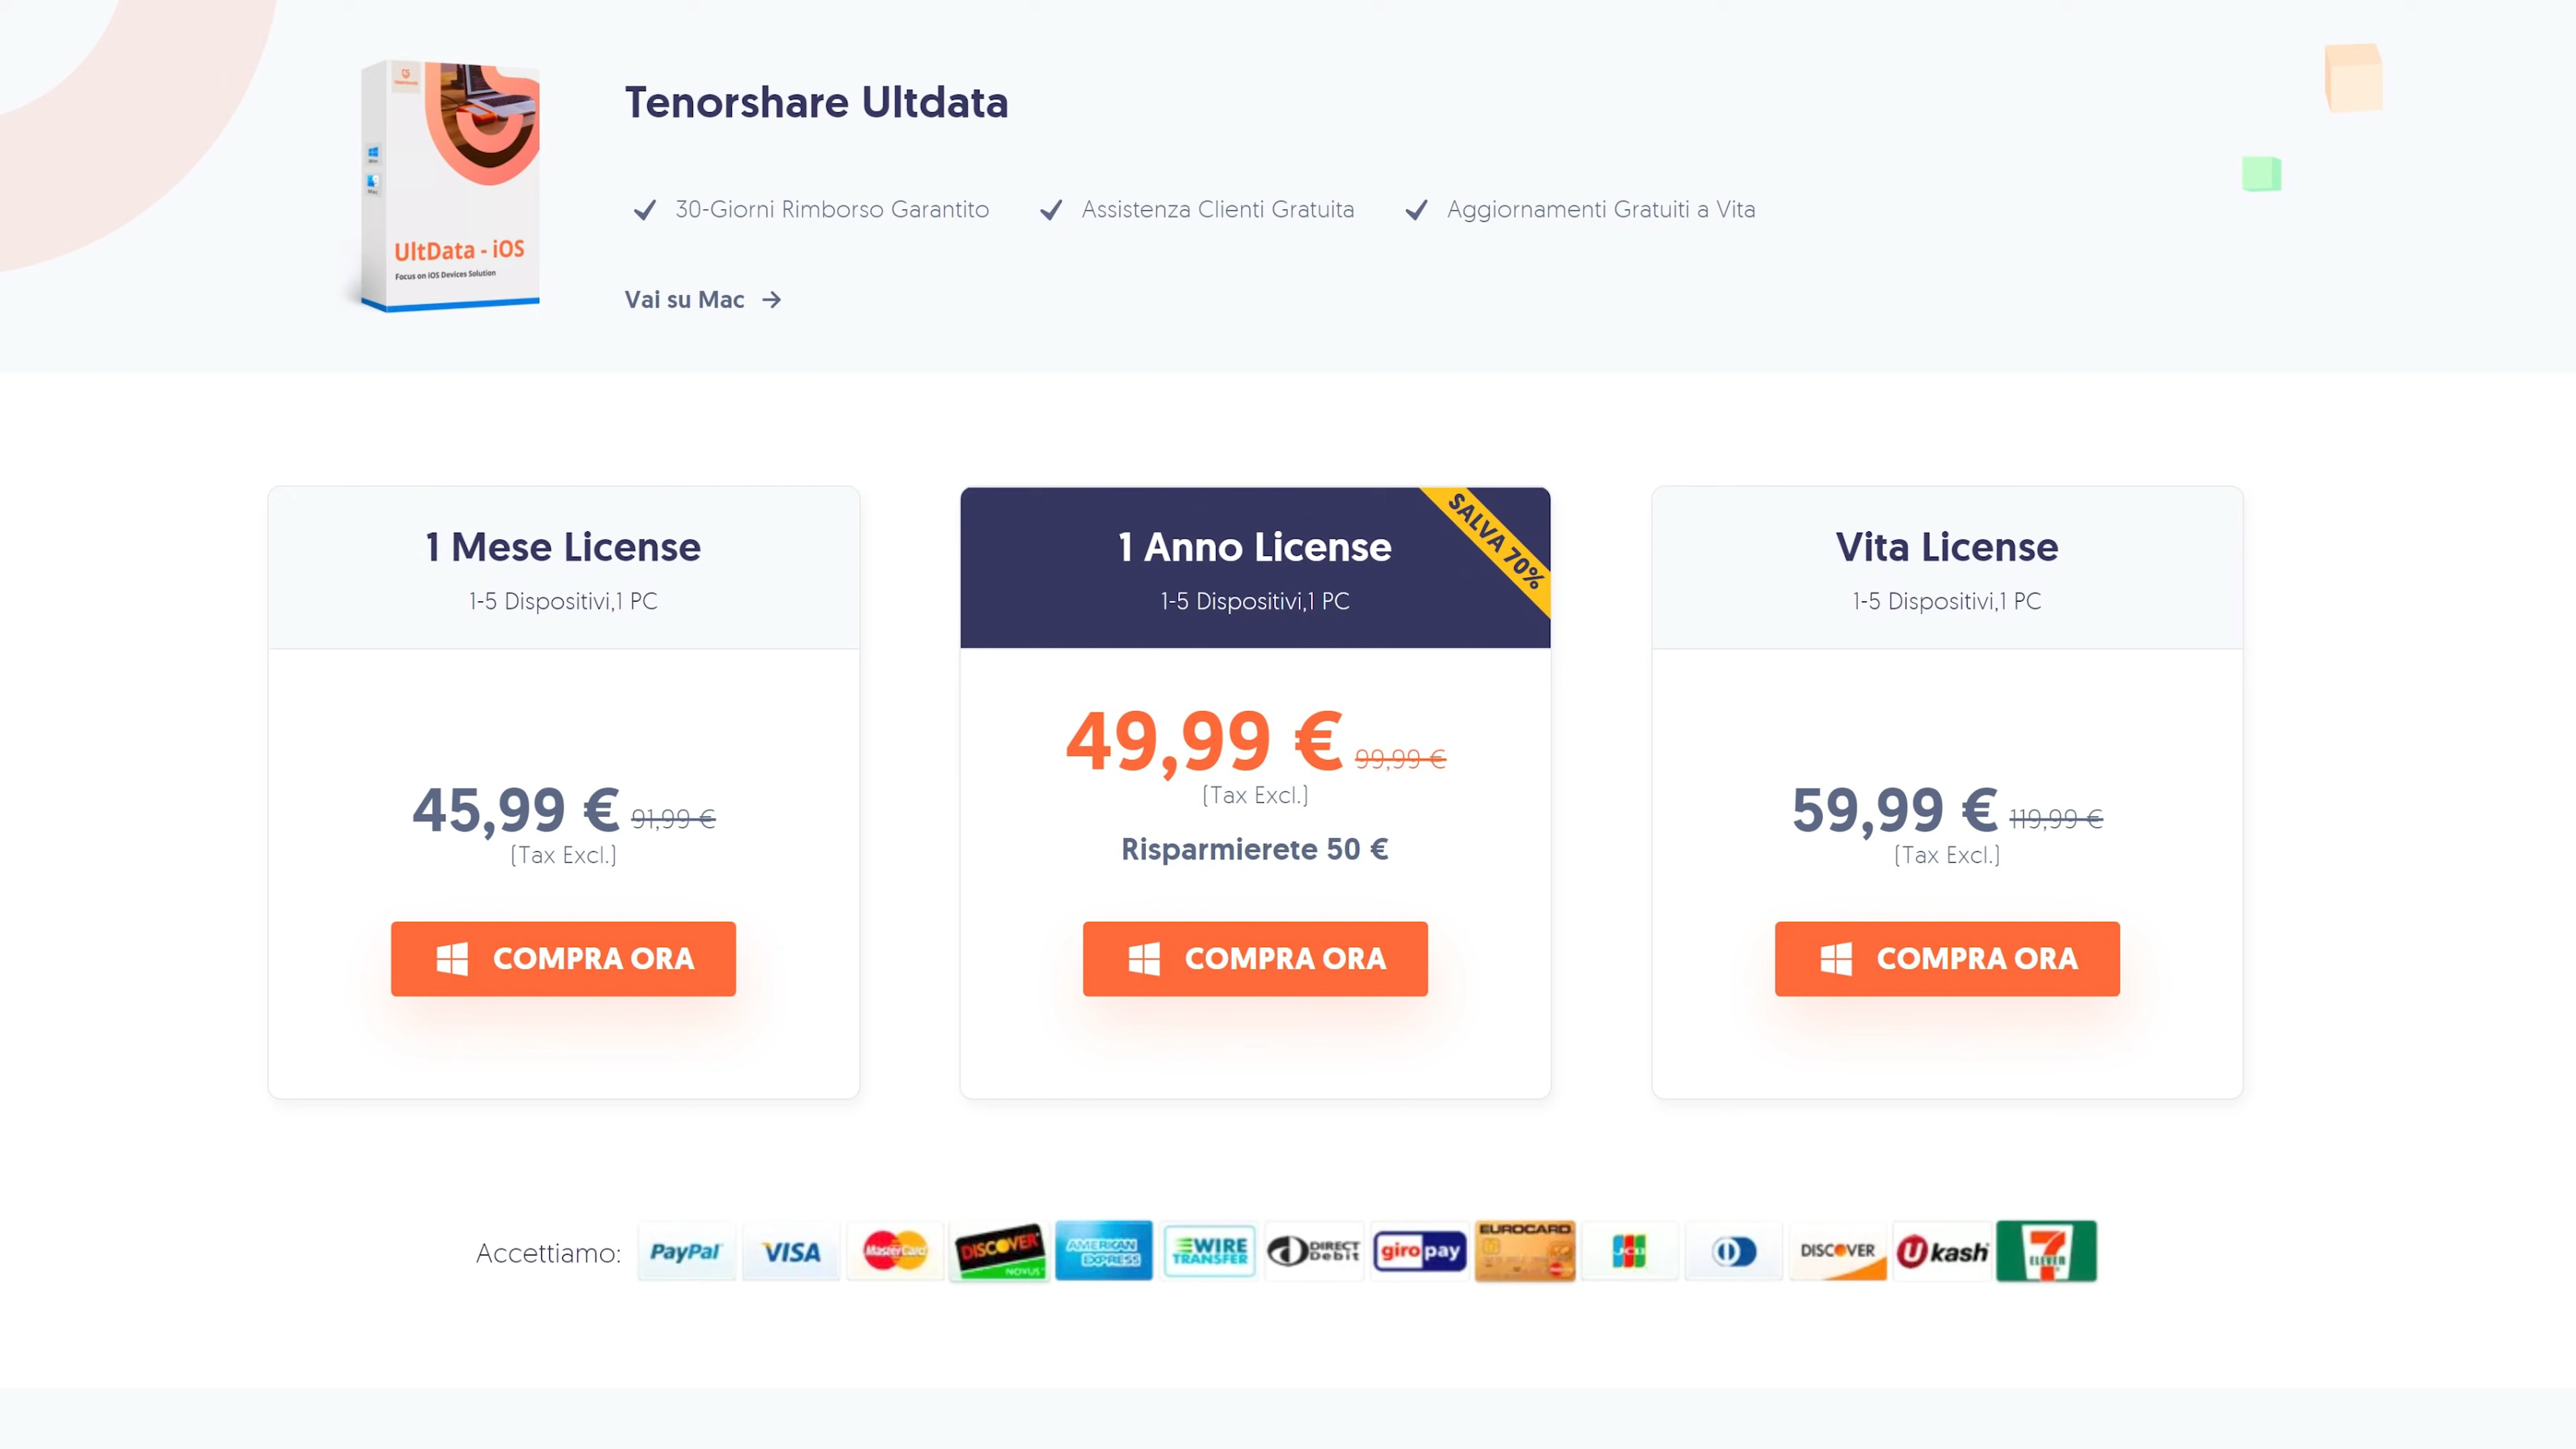 Tenorshare Ultdata
30-Giorni Rimborso Garantito
Assistenza Clienti Gratuita
Aggiornamenti Gratuiti a Vita
Vai su Mac
UltData - iOS
Focus on iOS Devices Solution
1 Mese License
1-5 Dispositivi,1 PC
45,99 € 91,99 €
(Tax Excl.)
COMPRA ORA
1 Anno License
1-5 Dispositivi,1 PC
SALVA 70%
49,99 € 99,99 €
(Tax Excl.)
Risparmierete 50 €
COMPRA ORA
Vita License
1-5 Dispositivi,1 PC
59,99 € 119,99 €
(Tax Excl.)
COMPRA ORA
Accettiamo: PayPal VISA MasterCard DISCOVER NOVUS AMERICAN EXPRESS WIRE TRANSFER DIRECT Debit giropay EUROCARD JCB DISCOVER Ukash 7 ELEVEN